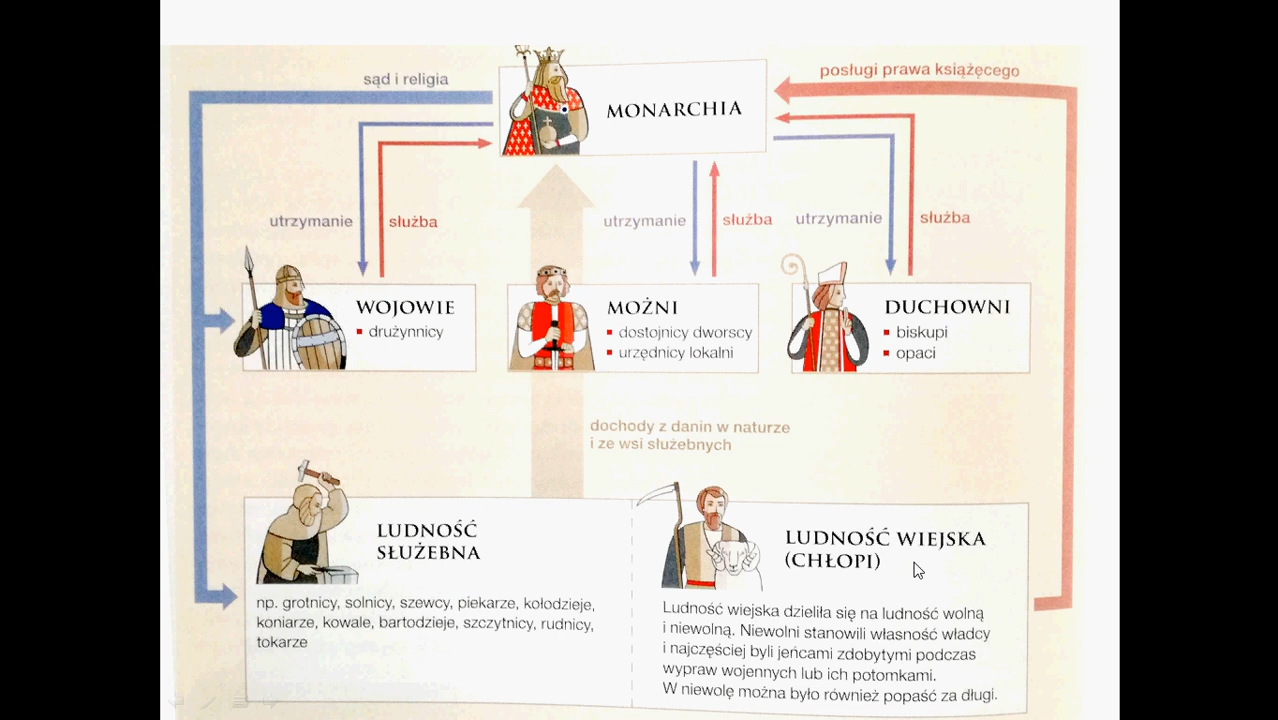 sąd i religia
posługi prawa książęcego
MONARCHIA
utrzymanie
służba
utrzymanie
służba
utrzymanie
służba
WOJOWIE
drużynnicy
MOŻNI
dostojnicy dworscy
urzędnicy lokalni
DUCHOWNI
biskupi
opaci
dochody z danin w naturze
i ze wsi służebnych
LUDNOŚĆ
SŁUŻEBNA
np. grotnicy, solnicy, szewcy, piekarze, kołodzieje,
koniarze, kowale, bartodzieje, szczytnicy, rudnicy,
tokarze
LUDNOŚĆ WIEJSKA
(CHŁOPI)
Ludność wiejska dzieliła się na ludność wolną
i niewolną. Niewolni stanowili własność władcy
i najczęściej byli jeńcami zdobytymi podczas
wypraw wojennych lub ich potomkami.
W niewolę można było również popaść za długi.